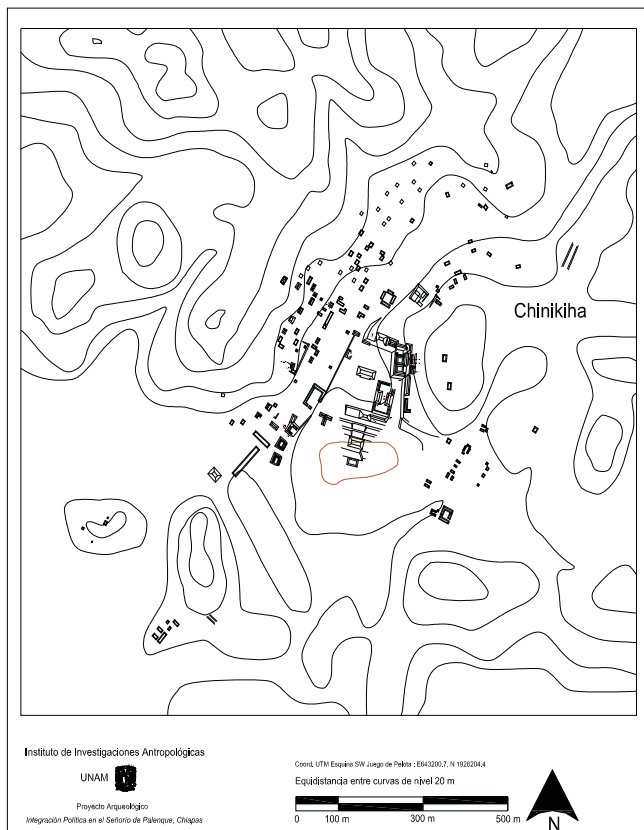 Chinikiha
Instituto de Investigaciones Antropológicas
UNAM
Proyecto Arqueológico
Integración Política en el Señorío de Palenque, Chiapas
Coord. UTM Esquina SW Juego de Pelota : E643200.7, N 1926204.4
Equidistancia entre curvas de nivel 20 m
0 100 m 300 m 500 m
N